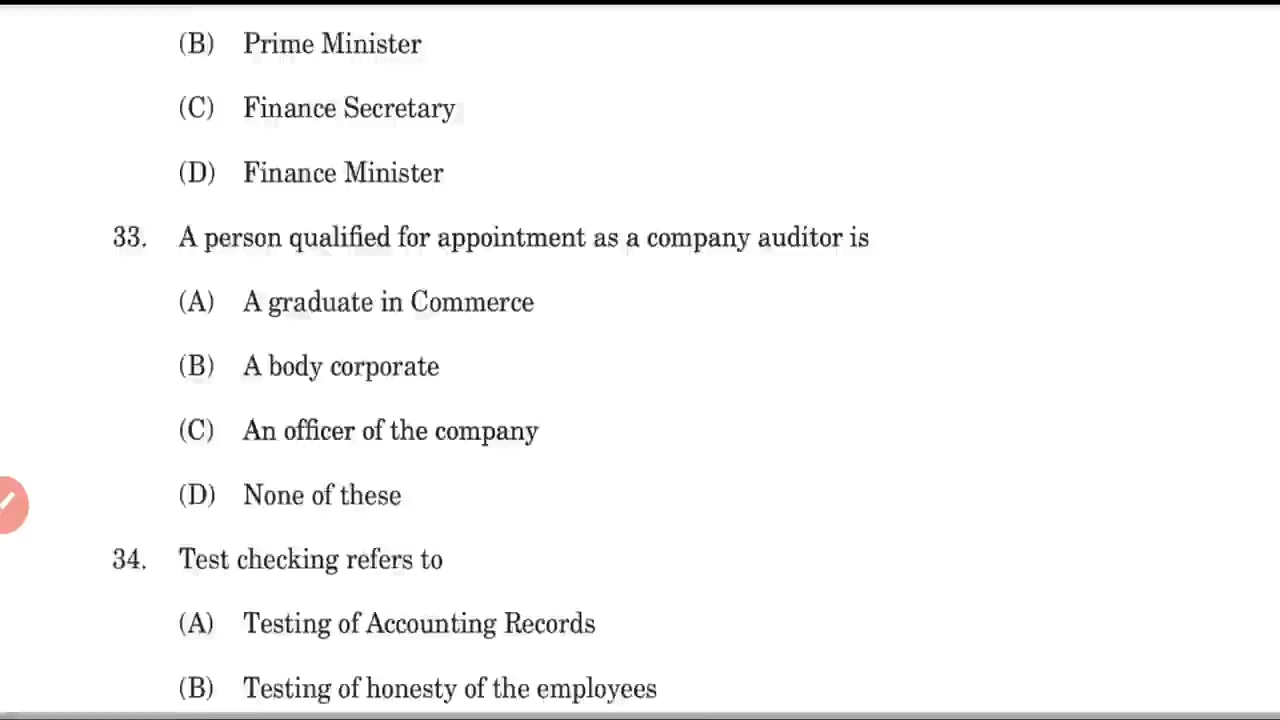 (B) Prime Minister
(C) Finance Secretary
(D) Finance Minister
33. A person qualified for appointment as a company auditor is
(A) A graduate in Commerce
(B) A body corporate
(C) An officer of the company
(D) None of these
34. Test checking refers to
(A) Testing of Accounting Records
(B) Testing of honesty of the employees